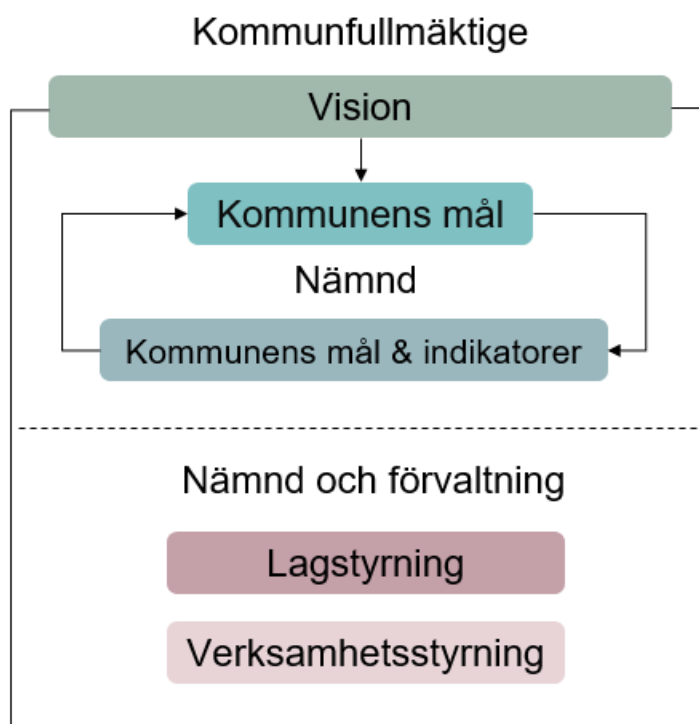 Kommunfullmäktige
Vision
Kommunens mål
Nämnd
Kommunens mål & indikatorer
Nämnd och förvaltning
Lagstyrning
Verksamhetsstyrning